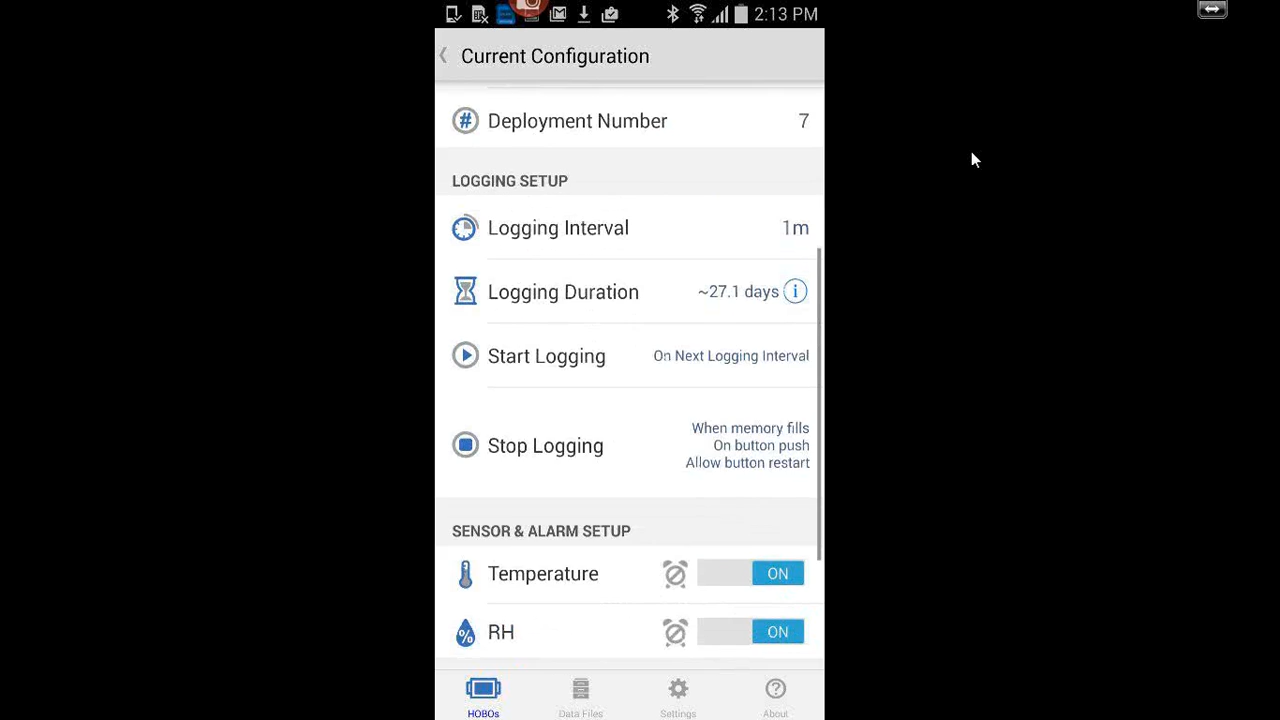 2:13 PM
Current Configuration
# Deployment Number 7
LOGGING SETUP
Logging Interval 1m
Logging Duration ~27.1 days i
Start Logging On Next Logging Interval
When memory fills
Stop Logging On button push
Allow button restart
SENSOR & ALARM SETUP
Temperature ON
% RH ON
HOBOs Data Files Settings About